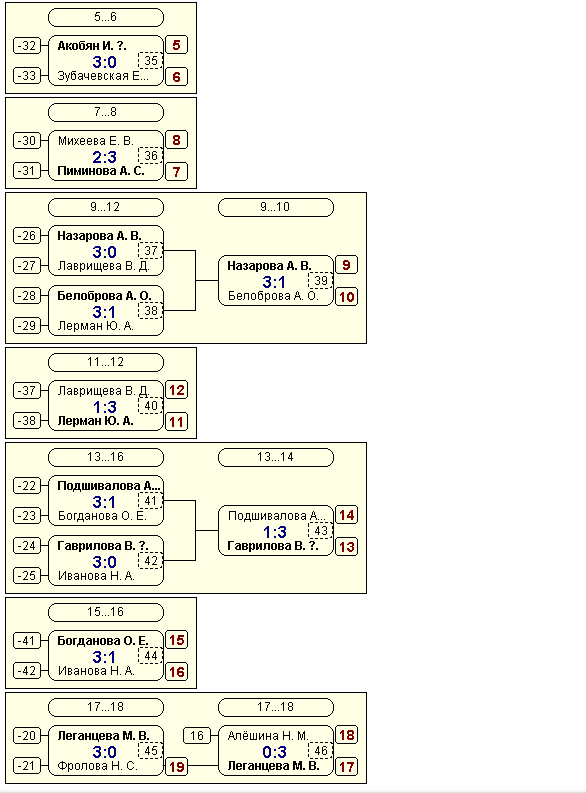 5...6
-32 Акобян И. ?. 5
3:0 35
-33 Зубачевская Е... 6
7...8
-30 Михеева Е. В. 8
2:3 36
-31 Пиминова А. С. 7
9...12 9...10
-26 Назарова А. В.
3:0 37
-27 Лаврищева В. Д.
Назарова А. В. 9
3:1 39
Белоброва А. О. 10
-28 Белоброва А. О.
3:1 38
-29 Лерман Ю. А.
11...12
-37 Лаврищева В. Д. 12
1:3 40
-38 Лерман Ю. А. 11
13...16 13...14
-22 Подшивалова А...
3:1 41
-23 Богданова О. Е.
Подшивалова А... 14
1:3 43
Гаврилова В. ?. 13
-24 Гаврилова В. ?.
3:0 42
-25 Иванова Н. А.
15...16
-41 Богданова О. Е. 15
3:1 44
-42 Иванова Н. А. 16
17...18 17...18
-20 Леганцева М. В. 16 Алёшина Н. М. 18
3:0 45 0:3 46
-21 Фролова Н. С. 19 Леганцева М. В. 17